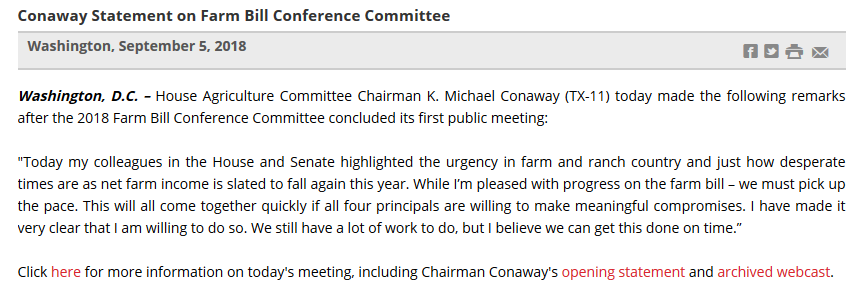 Conaway Statement on Farm Bill Conference Committee
Washington, September 5, 2018
Washington, D.C. – House Agriculture Committee Chairman K. Michael Conaway (TX-11) today made the following remarks
after the 2018 Farm Bill Conference Committee concluded its first public meeting:
"Today my colleagues in the House and Senate highlighted the urgency in farm and ranch country and just how desperate
times are as net farm income is slated to fall again this year. While I’m pleased with progress on the farm bill – we must pick up
the pace. This will all come together quickly if all four principals are willing to make meaningful compromises. I have made it
very clear that I am willing to do so. We still have a lot of work to do, but I believe we can get this done on time.”
Click here for more information on today's meeting, including Chairman Conaway's opening statement and archived webcast.